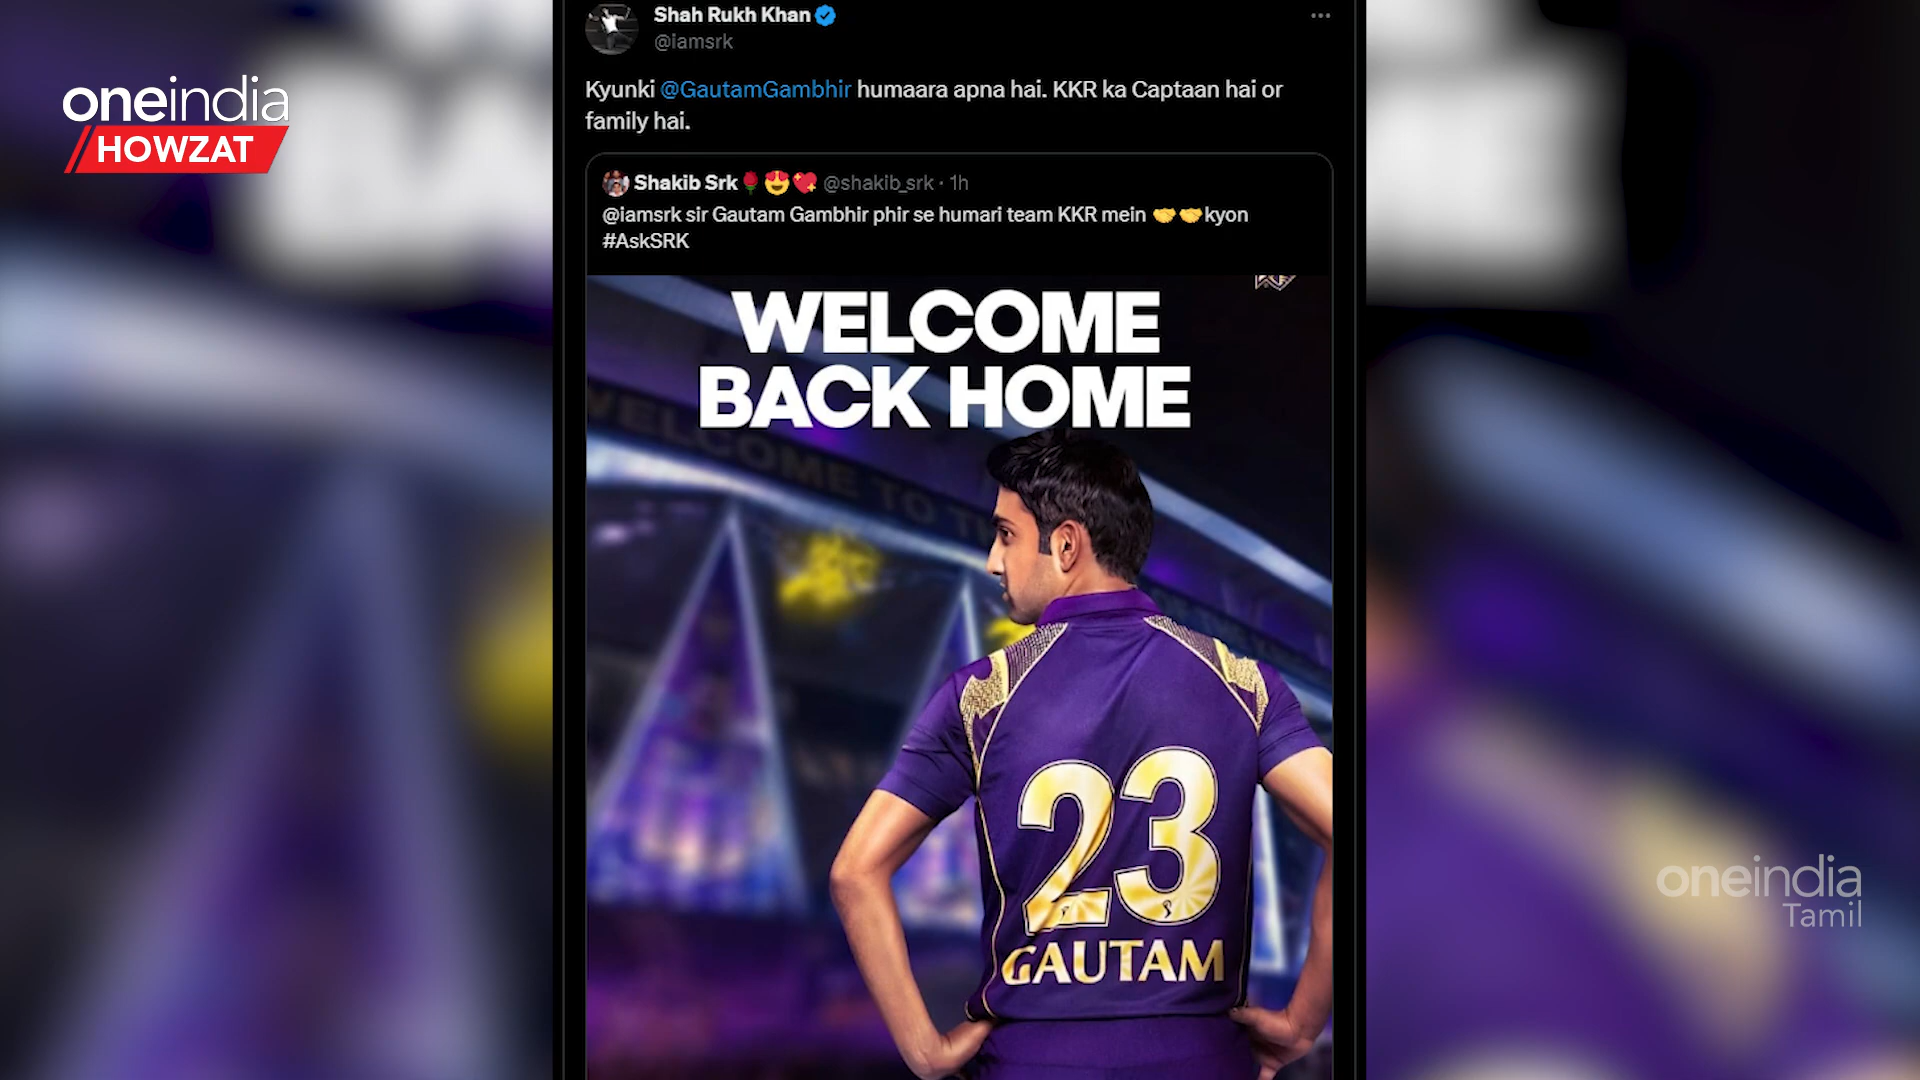 oneindia
HOWZAT
Shah Rukh Khan
@iamsrk
Kyunki @GautamGambhir humaara apna hai. KKR ka Captaan hai or
family hai.
Shakib Srk🌹😍💖 @shakib_srk · 1h
@iamsrk sir Gautam Gambhir phir se humari team KKR mein 🤝🤝kyon
#AskSRK
WELCOME
BACK HOME
WELCOME TO
23
GAUTAM
oneindia
Tamil